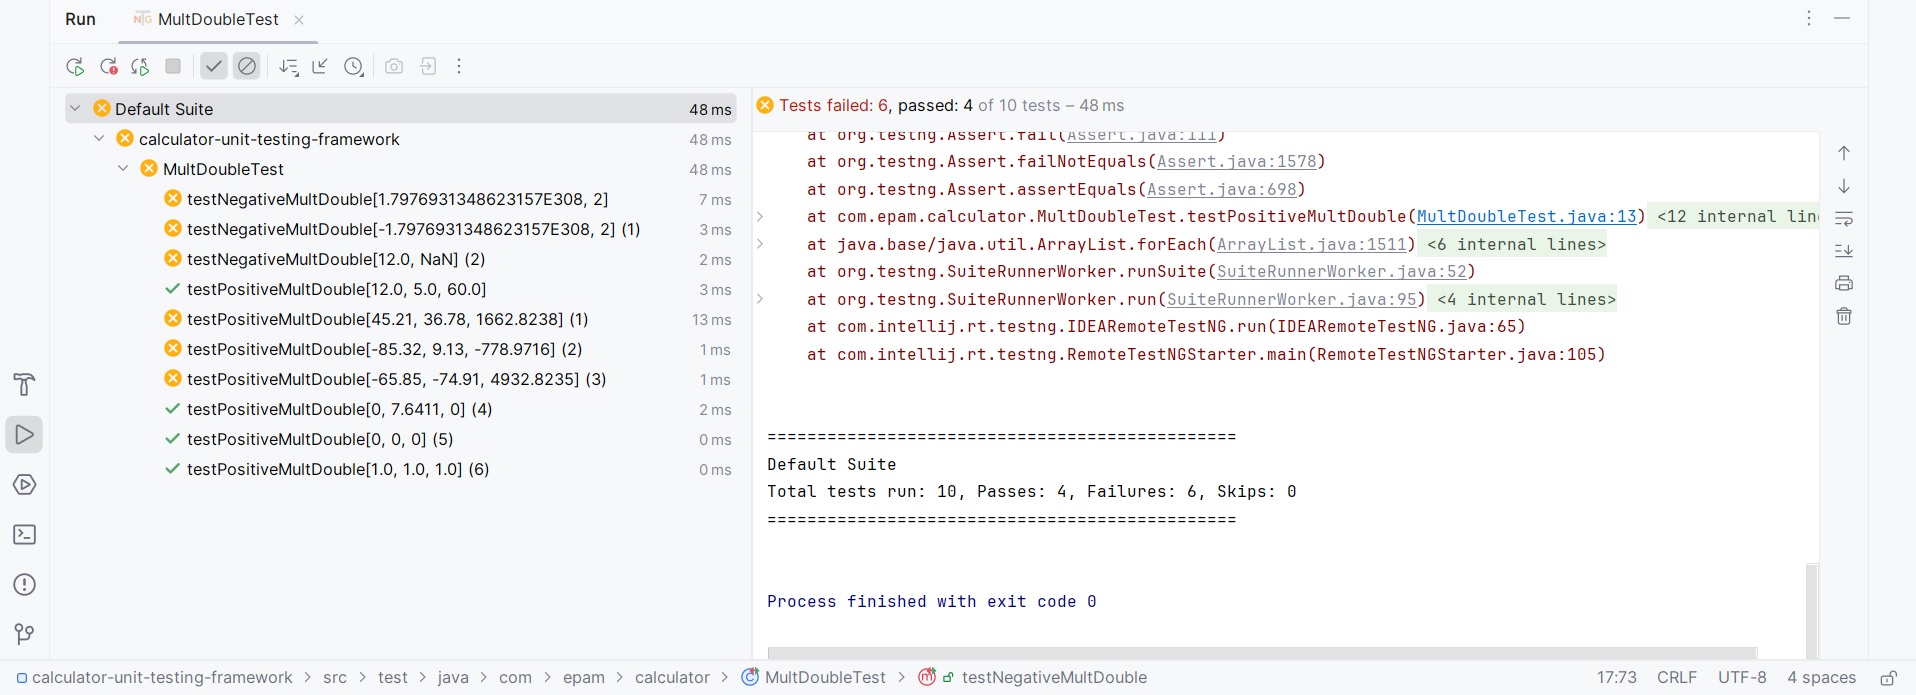 Run
MultDoubleTest
Default Suite 48 ms
calculator-unit-testing-framework 48 ms
MultDoubleTest 48 ms
testNegativeMultDouble[1.7976931348623157E308, 2] 7 ms
testNegativeMultDouble[-1.7976931348623157E308, 2] (1) 3 ms
testNegativeMultDouble[12.0, NaN] (2) 2 ms
testPositiveMultDouble[12.0, 5.0, 60.0] 3 ms
testPositiveMultDouble[45.21, 36.78, 1662.8238] (1) 13 ms
testPositiveMultDouble[-85.32, 9.13, -778.9716] (2) 1 ms
testPositiveMultDouble[-65.85, -74.91, 4932.8235] (3) 1 ms
testPositiveMultDouble[0, 7.6411, 0] (4) 2 ms
testPositiveMultDouble[0, 0, 0] (5) 0 ms
testPositiveMultDouble[1.0, 1.0, 1.0] (6) 0 ms
Tests failed: 6, passed: 4 of 10 tests – 48 ms
at org.testng.Assert.fail(Assert.java:111)
at org.testng.Assert.failNotEquals(Assert.java:1578)
at org.testng.Assert.assertEquals(Assert.java:698)
at com.epam.calculator.MultDoubleTest.testPositiveMultDouble(MultDoubleTest.java:13) <12 internal lin
at java.base/java.util.ArrayList.forEach(ArrayList.java:1511) <6 internal lines>
at org.testng.SuiteRunnerWorker.runSuite(SuiteRunnerWorker.java:52)
at org.testng.SuiteRunnerWorker.run(SuiteRunnerWorker.java:95) <4 internal lines>
at com.intellij.rt.testng.IDEARemoteTestNG.run(IDEARemoteTestNG.java:65)
at com.intellij.rt.testng.RemoteTestNGStarter.main(RemoteTestNGStarter.java:105)
===============================================
Default Suite
Total tests run: 10, Passes: 4, Failures: 6, Skips: 0
===============================================
Process finished with exit code 0
calculator-unit-testing-framework > src > test > java > com > epam > calculator > MultDoubleTest > testNegativeMultDouble 17:73 CRLF UTF-8 4 spaces